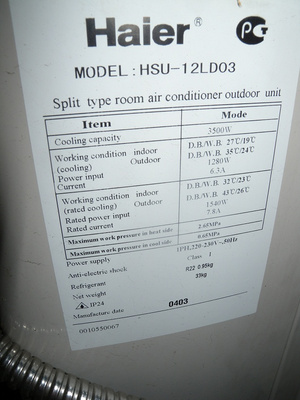 Haier®
PG
MODEL : HSU-12LD03
Split type room air conditioner outdoor unit
Item Mode
Cooling capacity 3500W
Working condition indoor D.B./W.B. 27℃/19℃
(cooling) Outdoor D.B./W.B. 35℃/24℃
Power input 1280W
Current 6.3A
Working condition indoor D.B./W.B. 32℃/23℃
(rated cooling) Outdoor D.B./W.B. 43℃/26℃
Rated power input 1540W
Rated current 7.8A
Maximum work pressure in heat side 2.65MPa
Maximum work pressure in cool side 0.65MPa
Power supply 1PH,220-230V~,50Hz
Anti-electric shock Class I
Refrigerant R22 0.95kg
Net weight 33kg
IP24
Manufacture date 0403
0010550067